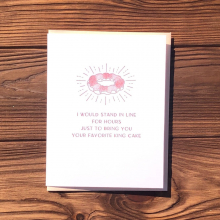 I WOULD STAND IN LINE
FOR HOURS
JUST TO BRING YOU
YOUR FAVORITE KING CAKE